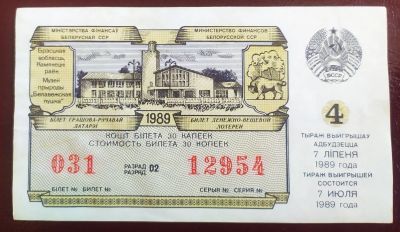 МІНІСТЭРСТВА ФІНАНСАЎ
БЕЛАРУСКАЙ ССР
МИНИСТЕРСТВО ФИНАНСОВ
БЕЛОРУССКОЙ ССР
Брэсцкая
вобласць,
Камянецкі
раён.
Музей
прыроды
"Белавежская
пушча"
БССР
1989
БІЛЕТ ГРАШОВА-РЭЧАВАЙ
ЛАТАРЭІ
БИЛЕТ ДЕНЕЖНО-ВЕЩЕВОЙ
ЛОТЕРЕИ
КОШТ БІЛЕТА 30 КАПЕЕК
СТОИМОСТЬ БИЛЕТА 30 КОПЕЕК
031
РАЗРАД
РАЗРЯД
02
12954
БІЛЕТ № БИЛЕТ №
СЕРЫЯ № СЕРИЯ №
4
ТЫРАЖ ВЫЙГРЫШАЎ
АДБУДЗЕЦЦА
7 ЛІПЕНЯ
1989 ГОДА
ТИРАЖ ВЫИГРЫШЕЙ
СОСТОИТСЯ
7 ИЮЛЯ
1989 ГОДА